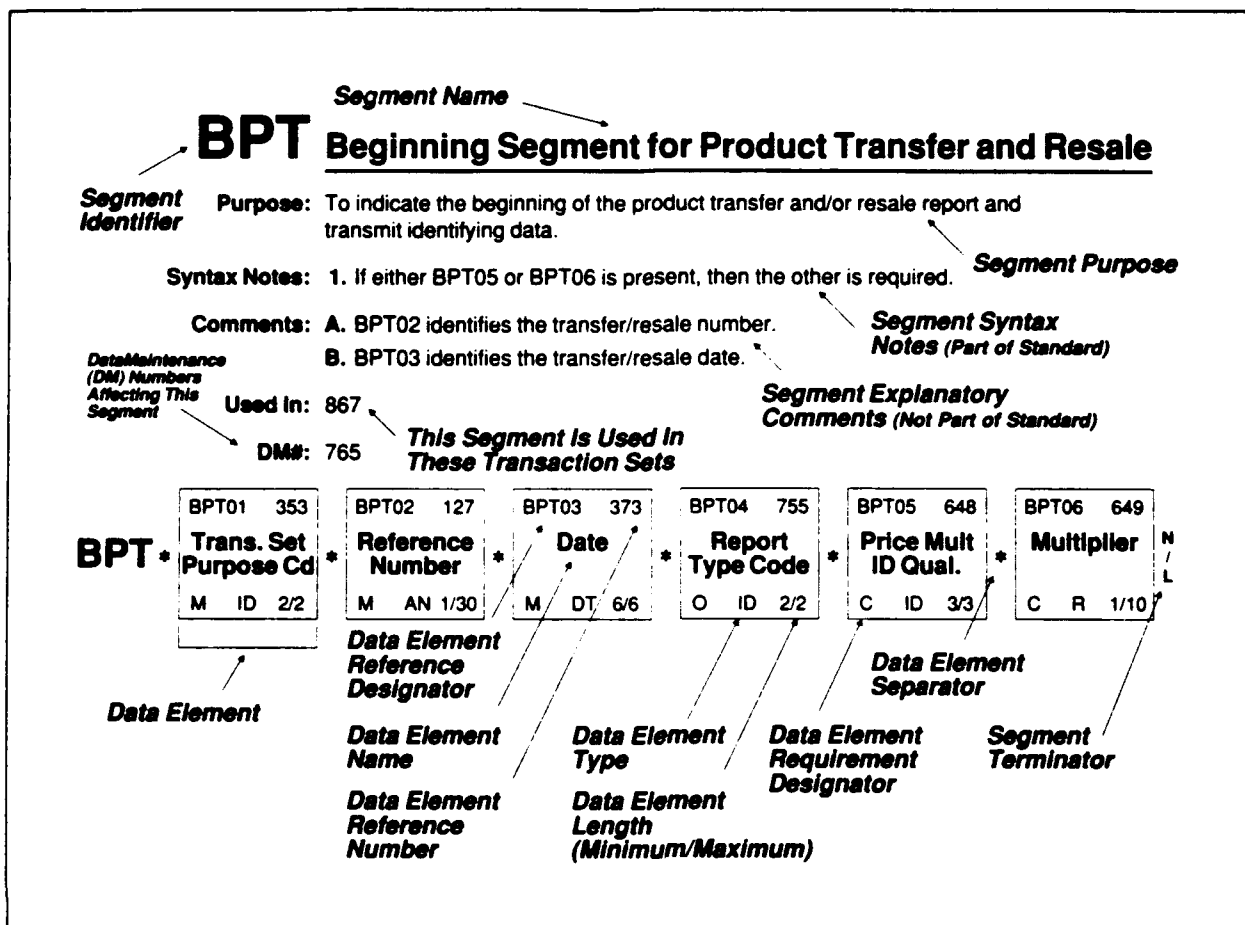 Segment Name
BPT Beginning Segment for Product Transfer and Resale
Segment
Identifier
Purpose: To indicate the beginning of the product transfer and/or resale report and
transmit identifying data.
Segment Purpose
Syntax Notes: 1. If either BPT05 or BPT06 is present, then the other is required.
Segment Syntax
Notes (Part of Standard)
Comments: A. BPT02 identifies the transfer/resale number.
B. BPT03 identifies the transfer/resale date.
Segment Explanatory
Comments (Not Part of Standard)
DataMaintenance
(DM) Numbers
Affecting This
Segment
Used In: 867
This Segment Is Used In
These Transaction Sets
DM#: 765
BPT * BPT01 353 * BPT02 127 * BPT03 373 * BPT04 755 * BPT05 648 * BPT06 649 N/L
Trans. Set Reference Date Report Price Mult Multiplier
Purpose Cd Number Type Code ID Qual.
M ID 2/2 M AN 1/30 M DT 6/6 O ID 2/2 C ID 3/3 C R 1/10
Data Element
Data Element
Reference
Designator
Data Element
Separator
Data Element
Name
Data Element
Type
Data Element
Requirement
Designator
Segment
Terminator
Data Element
Reference
Number
Data Element
Length
(Minimum/Maximum)